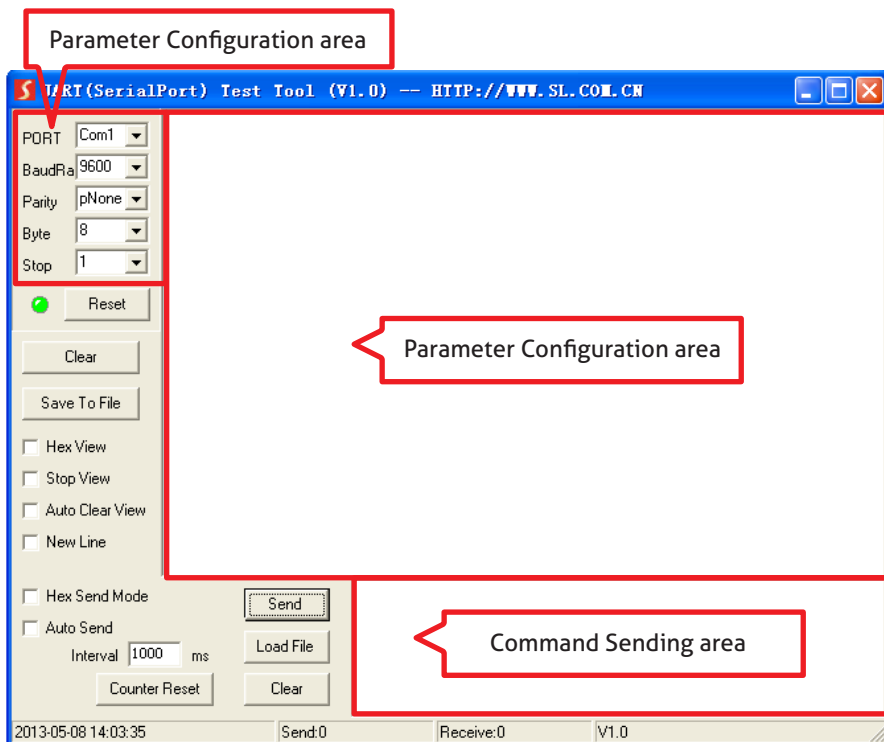 Parameter Configuration area
UART(SerialPort) Test Tool (V1.0) -- HTTP://WWW.SL.COM.CN
PORT Com1
BaudRa 9600
Parity pNone
Byte 8
Stop 1
Reset
Clear
Save To File
Hex View
Stop View
Auto Clear View
New Line
Parameter Configuration area
Hex Send Mode
Send
Auto Send
Interval 1000 ms
Load File
Counter Reset
Clear
Command Sending area
2013-05-08 14:03:35 Send:0 Receive:0 V1.0